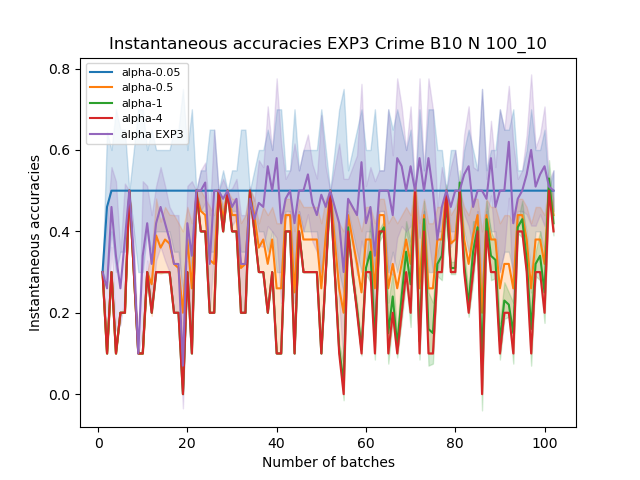 Instantaneous accuracies EXP3 Crime B10 N 100_10
alpha-0.05
alpha-0.5
alpha-1
alpha-4
alpha EXP3
Instantaneous accuracies
0.8
0.6
0.4
0.2
0.0
0 20 40 60 80 100
Number of batches